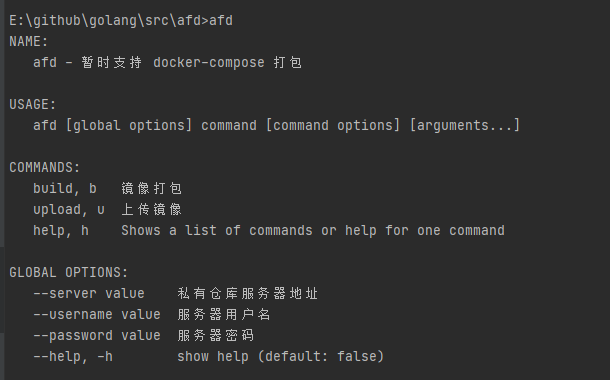 E:\github\golang\src\afd>afd
NAME:
afd - 暂时支持 docker-compose 打包
USAGE:
afd [global options] command [command options] [arguments...]
COMMANDS:
build, b 镜像打包
upload, u 上传镜像
help, h Shows a list of commands or help for one command
GLOBAL OPTIONS:
--server value 私有仓库服务器地址
--username value 服务器用户名
--password value 服务器密码
--help, -h show help (default: false)